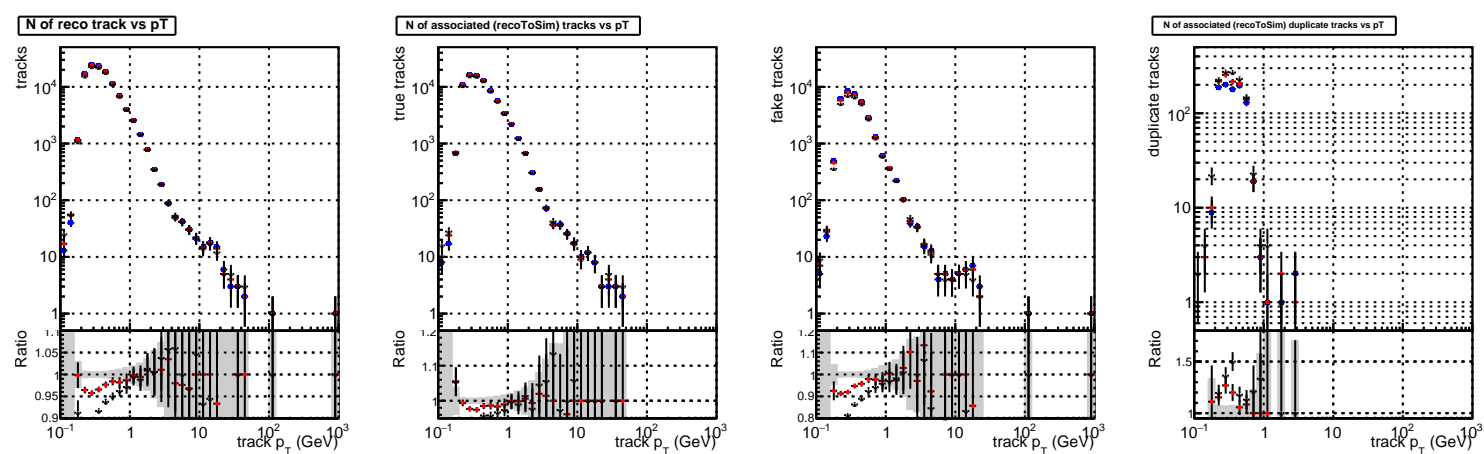 N of reco track vs pT
tracks
10^4
10^3
10^2
10
1
Ratio
1.1
1.05
1
0.95
0.9
10^-1 1 10 10^2 10^3
track p_T (GeV)
N of associated (recoToSim) tracks vs pT
true tracks
10^4
10^3
10^2
10
1
Ratio
1.2
1.1
1
10^-1 1 10 10^2 10^3
track p_T (GeV)
fake tracks
10^4
10^3
10^2
10
1
Ratio
1.2
1.1
1
0.9
0.8
10^-1 1 10 10^2 10^3
track p_T (GeV)
N of associated (recoToSim) duplicate tracks vs pT
duplicate tracks
10^2
10
1
Ratio
1.5
1
10^-1 1 10 10^2 10^3
track p_T (GeV)